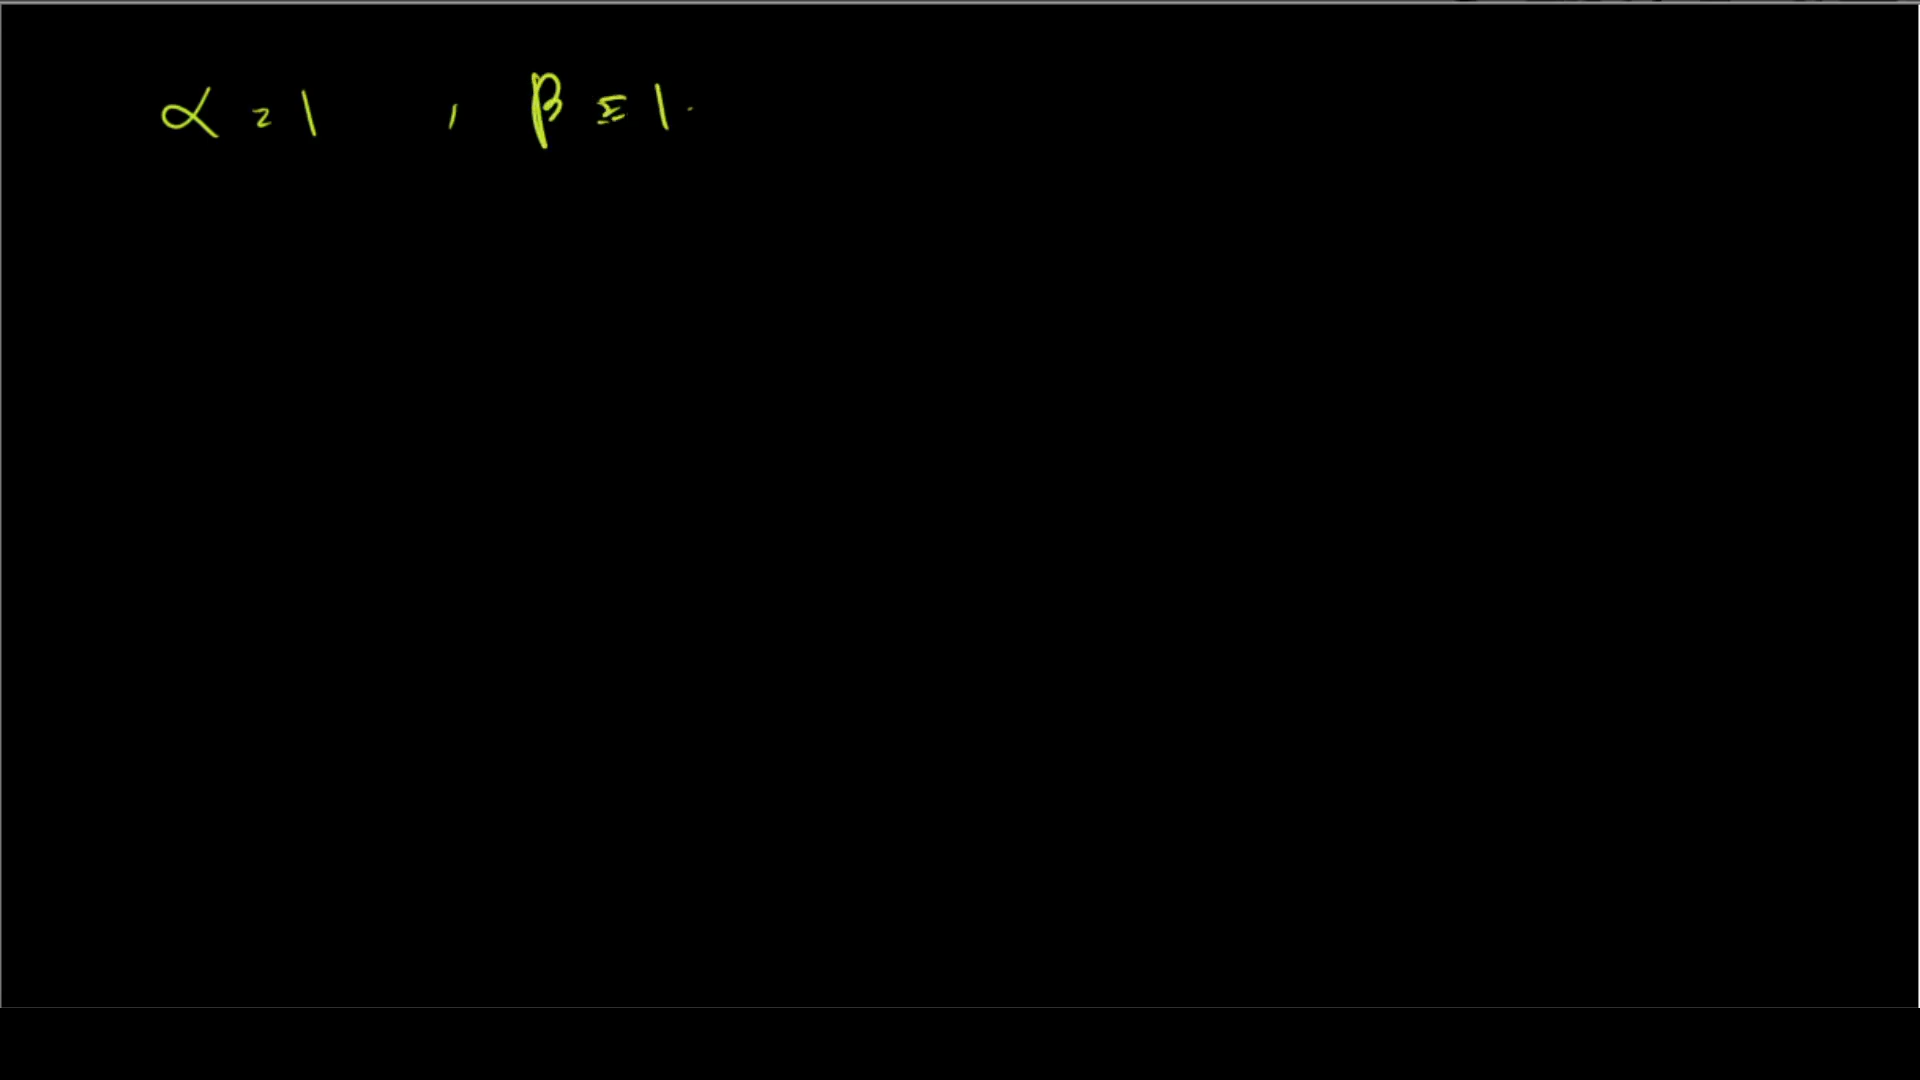 α = 1 , β = 1.